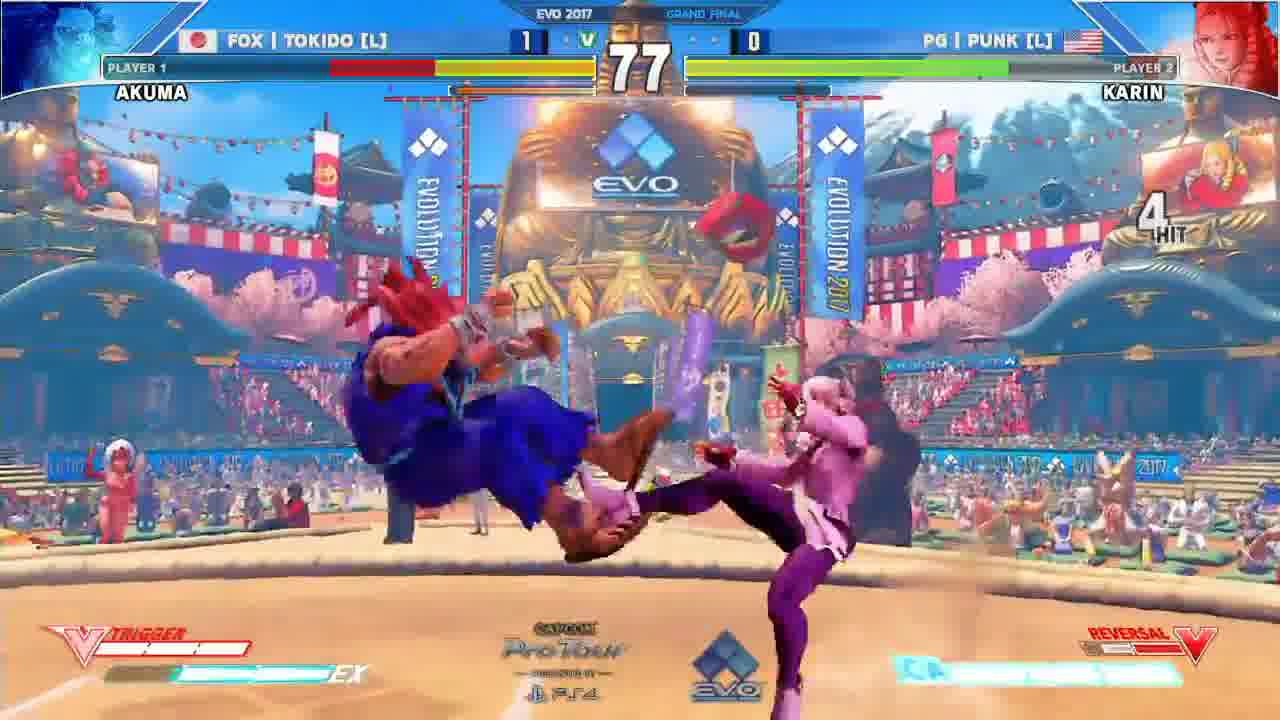 EVO 2017
GRAND FINAL
FOX | TOKIDO [L]
1
V
77
0
PG | PUNK [L]
PLAYER 1
PLAYER 2
AKUMA
KARIN
EVO
EVOLUTION 2017
4
HIT
2017
TRIGGER
EX
REVERSAL
CA
CAPCOM
Pro Tour
PS4
EVO